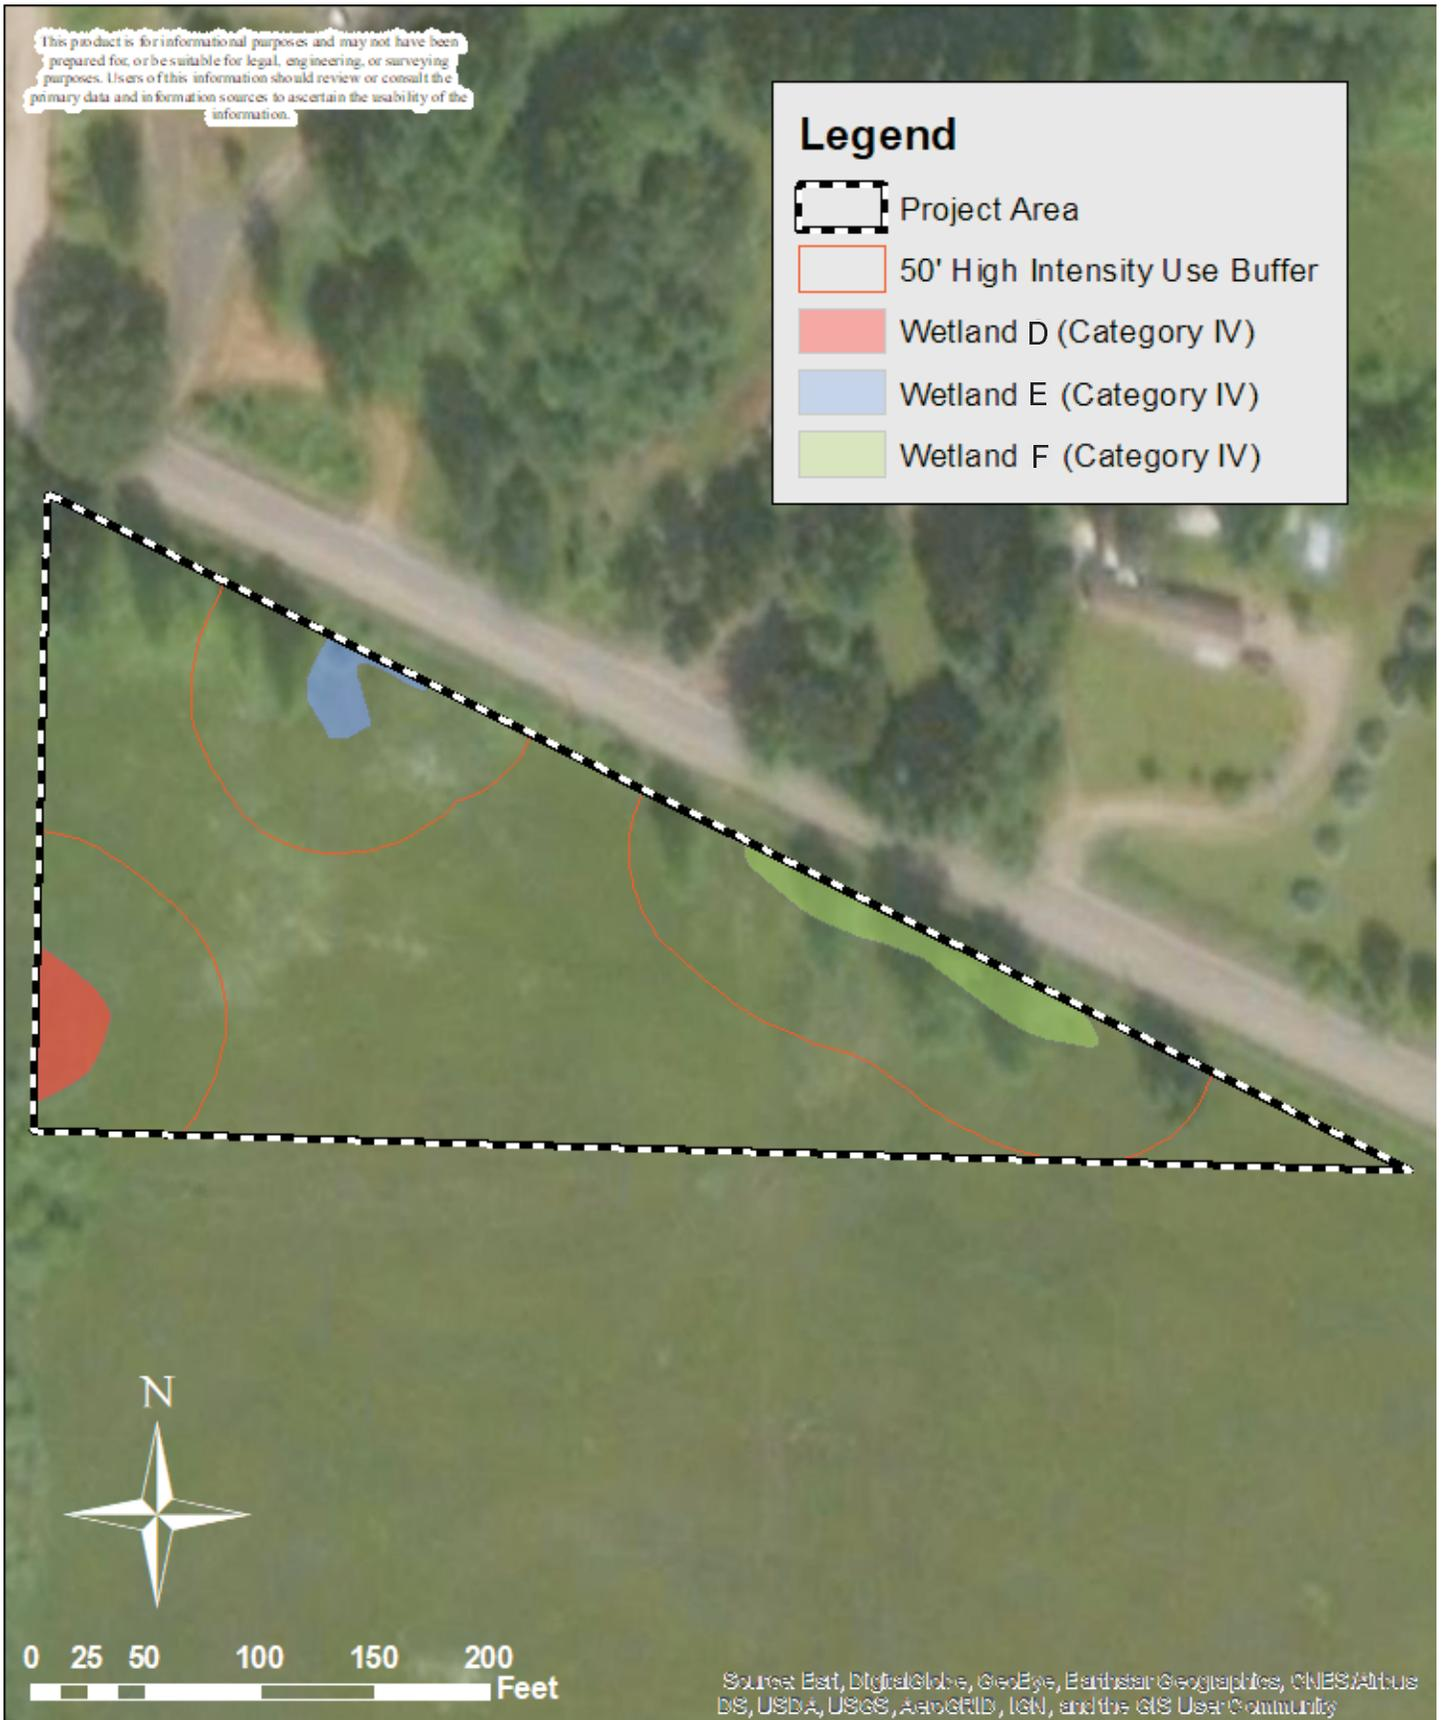 This product is for informational purposes and may not have been
prepared for, or be suitable for legal, engineering, or surveying
purposes. Users of this information should review or consult the
primary data and information sources to ascertain the usability of the
information.
Legend
Project Area
50' High Intensity Use Buffer
Wetland D (Category IV)
Wetland E (Category IV)
Wetland F (Category IV)
N
0 25 50 100 150 200
Feet
Source: Esri, DigitalGlobe, GeoEye, Earthstar Geographics, CNES/Airbus
DS, USDA, USGS, AeroGRID, IGN, and the GIS User Community